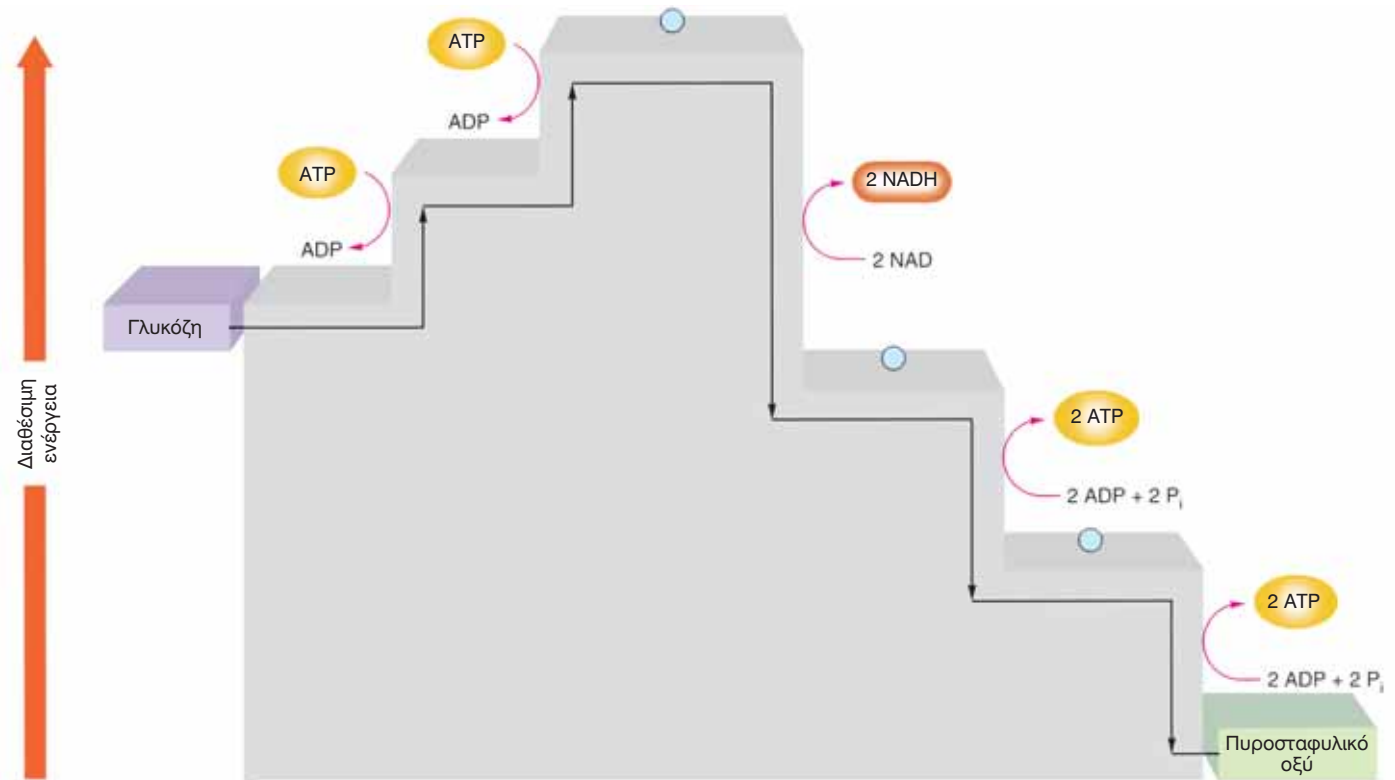 ATP
ADP
ATP
ADP
2 NADH
2 NAD
Γλυκόζη
Διαθέσιμη
ενέργεια
2 ATP
2 ADP + 2 Pi
2 ATP
2 ADP + 2 Pi
Πυροσταφυλικό
οξύ